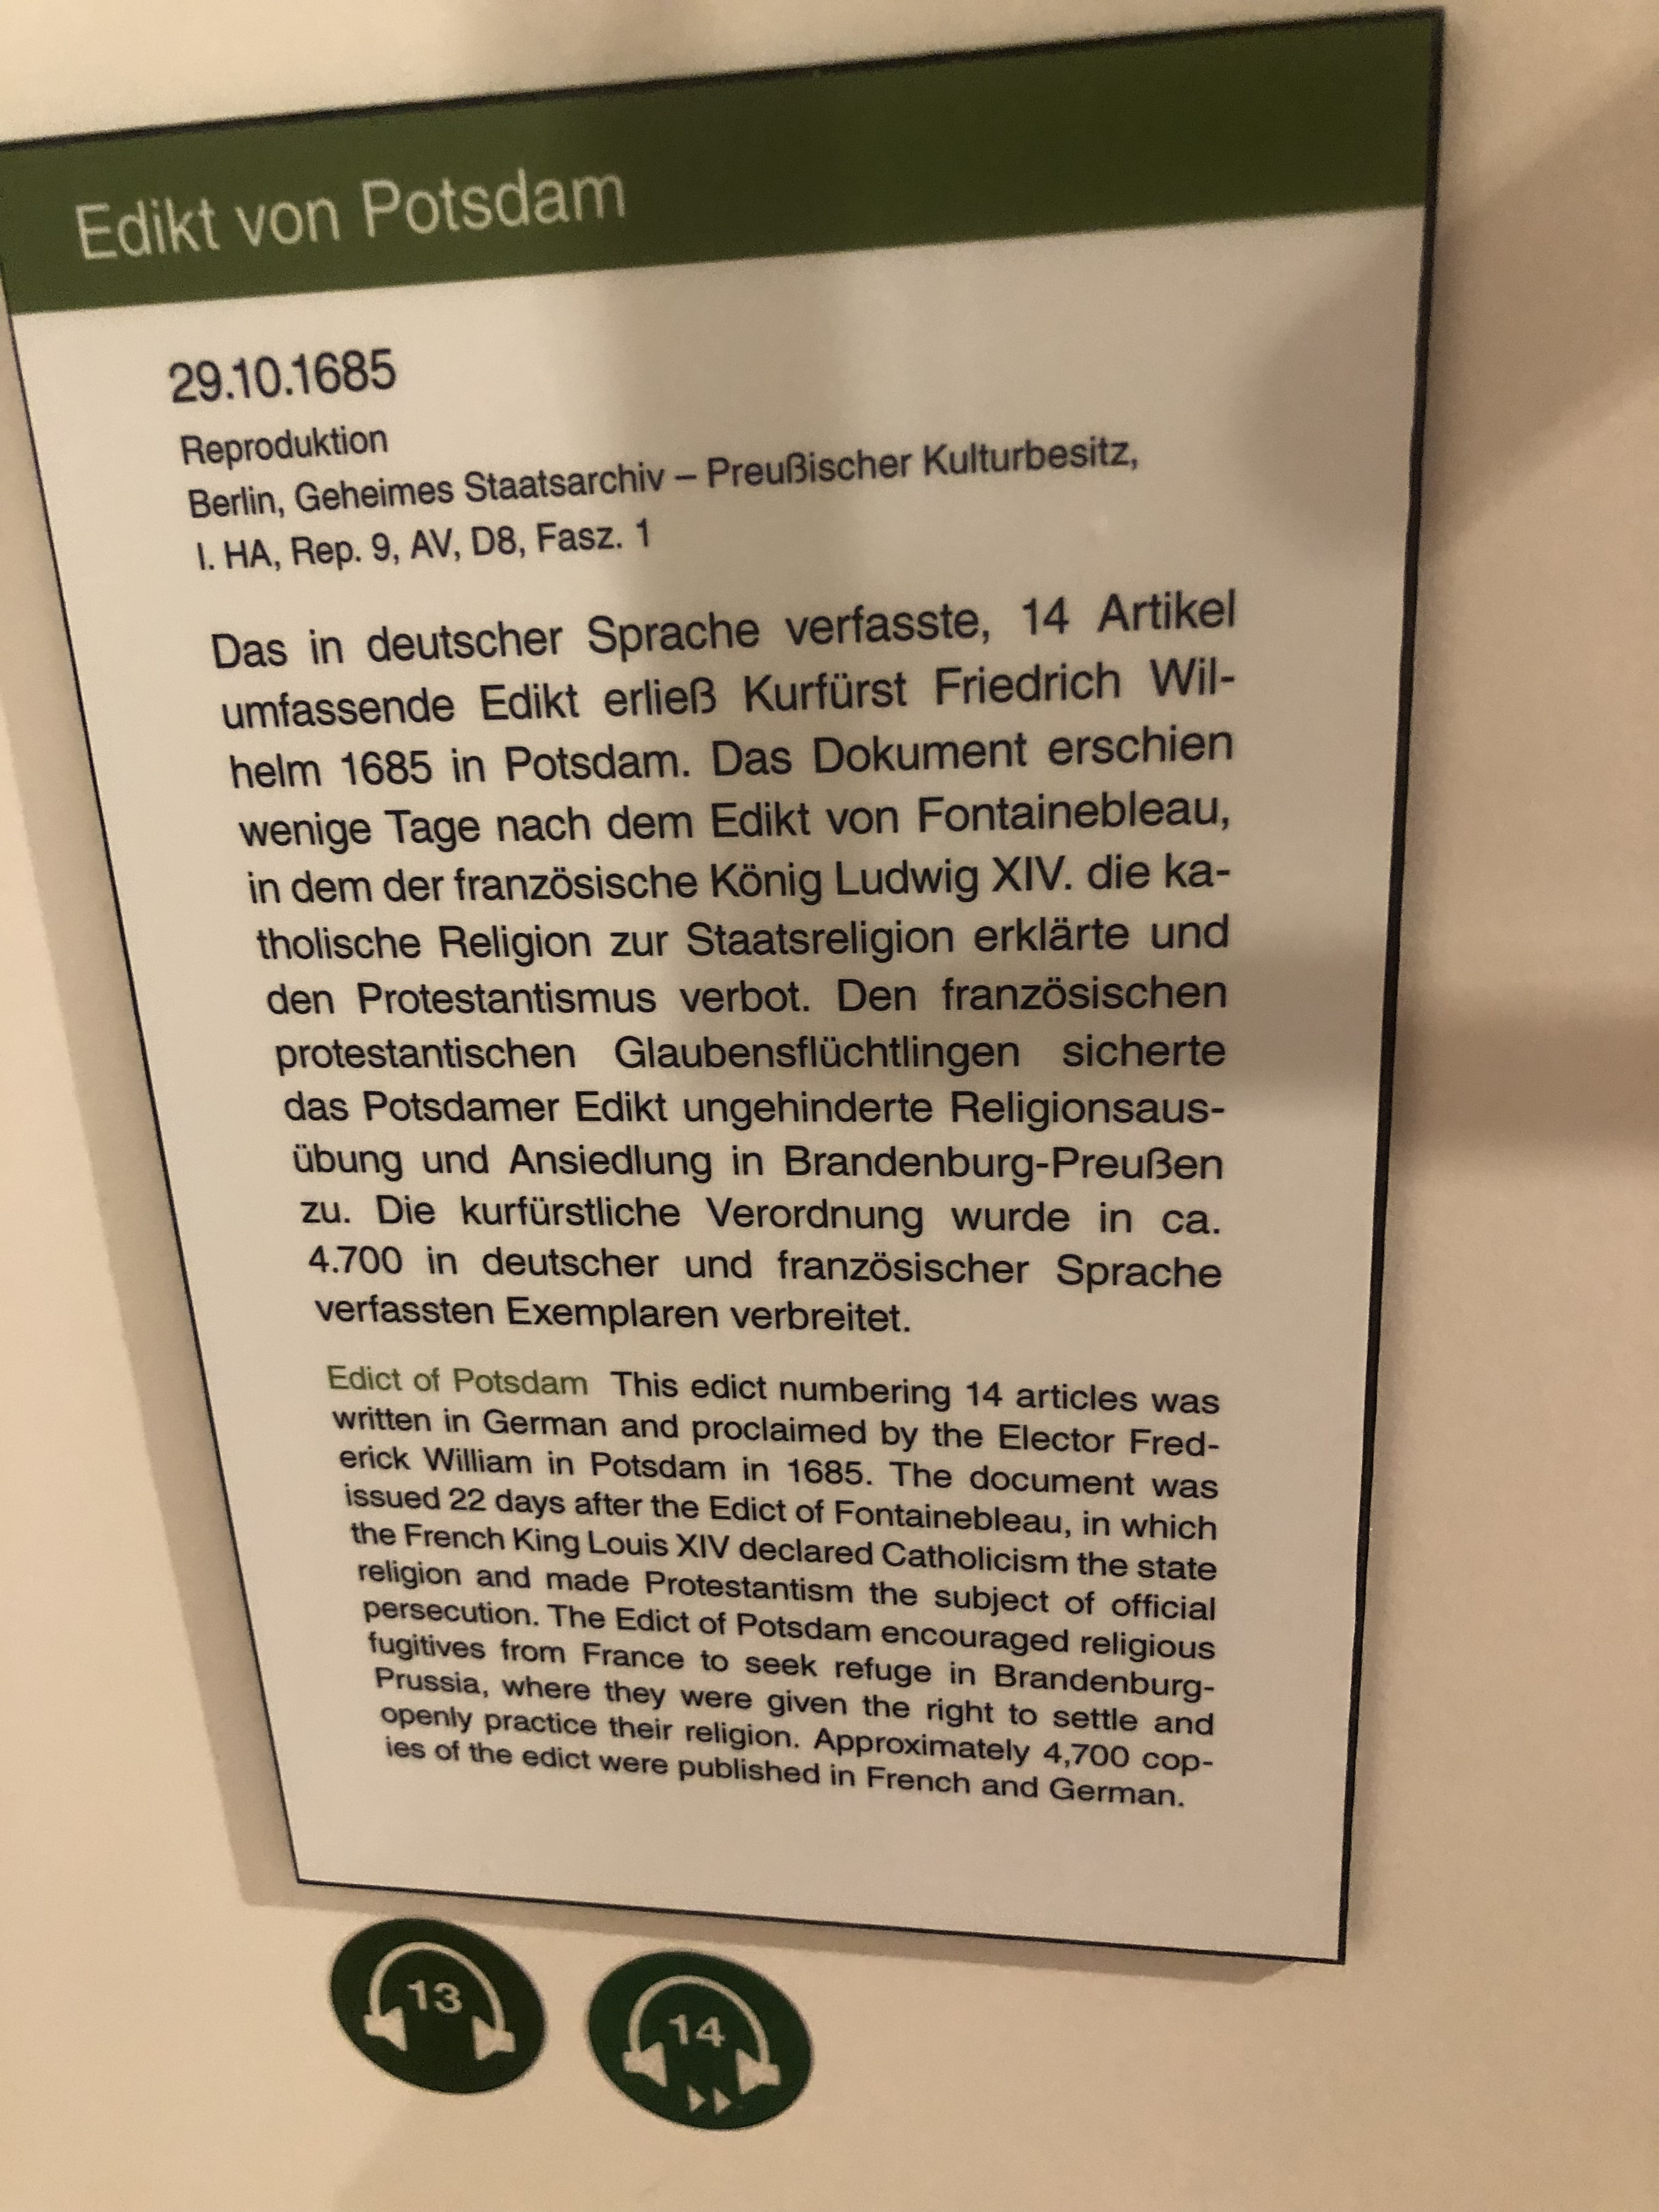 Edikt von Potsdam
29.10.1685
Reproduktion
Berlin, Geheimes Staatsarchiv – Preußischer Kulturbesitz,
I. HA, Rep. 9, AV, D8, Fasz. 1
Das in deutscher Sprache verfasste, 14 Artikel
umfassende Edikt erließ Kurfürst Friedrich Wil-
helm 1685 in Potsdam. Das Dokument erschien
wenige Tage nach dem Edikt von Fontainebleau,
in dem der französische König Ludwig XIV. die ka-
tholische Religion zur Staatsreligion erklärte und
den Protestantismus verbot. Den französischen
protestantischen Glaubensflüchtlingen sicherte
das Potsdamer Edikt ungehinderte Religionsaus-
übung und Ansiedlung in Brandenburg-Preußen
zu. Die kurfürstliche Verordnung wurde in ca.
4.700 in deutscher und französischer Sprache
verfassten Exemplaren verbreitet.
Edict of Potsdam This edict numbering 14 articles was
written in German and proclaimed by the Elector Fred-
erick William in Potsdam in 1685. The document was
issued 22 days after the Edict of Fontainebleau, in which
the French King Louis XIV declared Catholicism the state
religion and made Protestantism the subject of official
persecution. The Edict of Potsdam encouraged religious
fugitives from France to seek refuge in Brandenburg-
Prussia, where they were given the right to settle and
openly practice their religion. Approximately 4,700 cop-
ies of the edict were published in French and German.
13
14